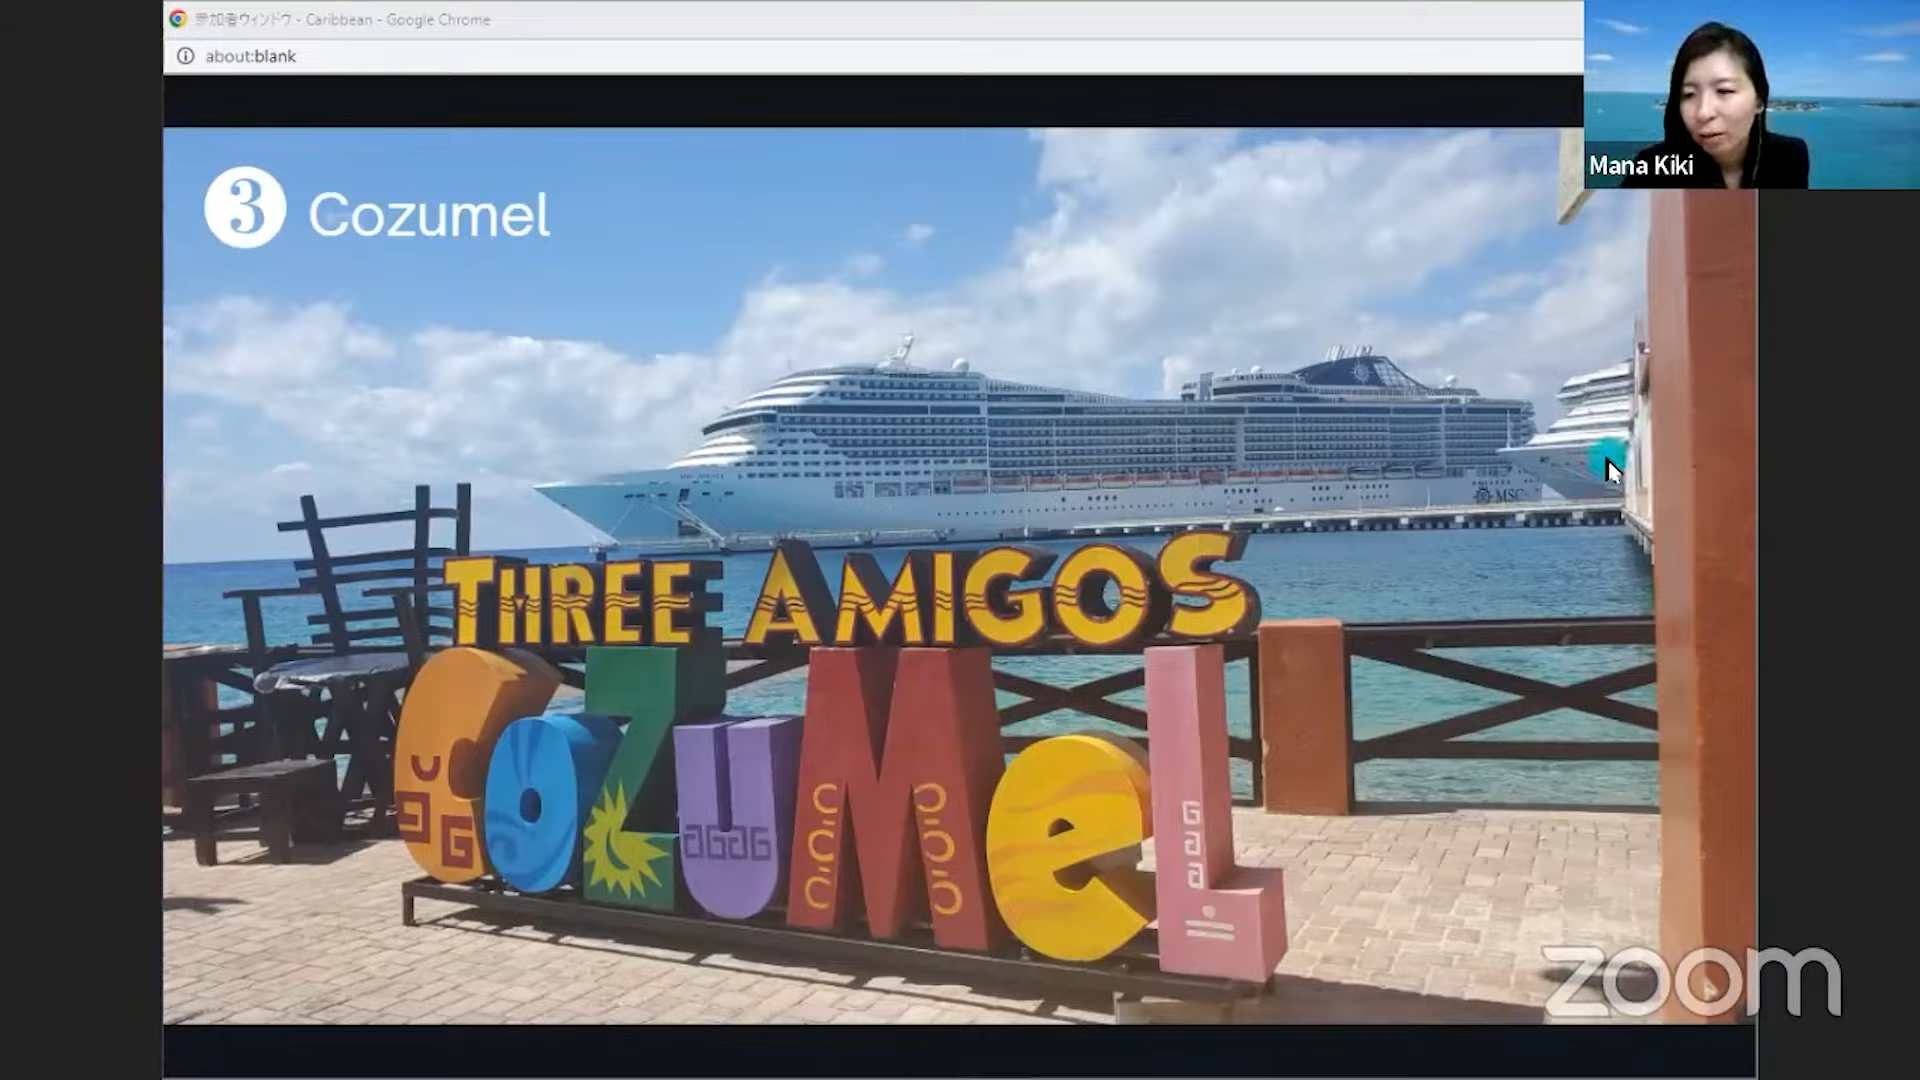 参加者ウィンドウ - Caribbean - Google Chrome
about:blank
Mana Kiki
3 Cozumel
MSC
THREE AMIGOS
COZUMeL
zoom